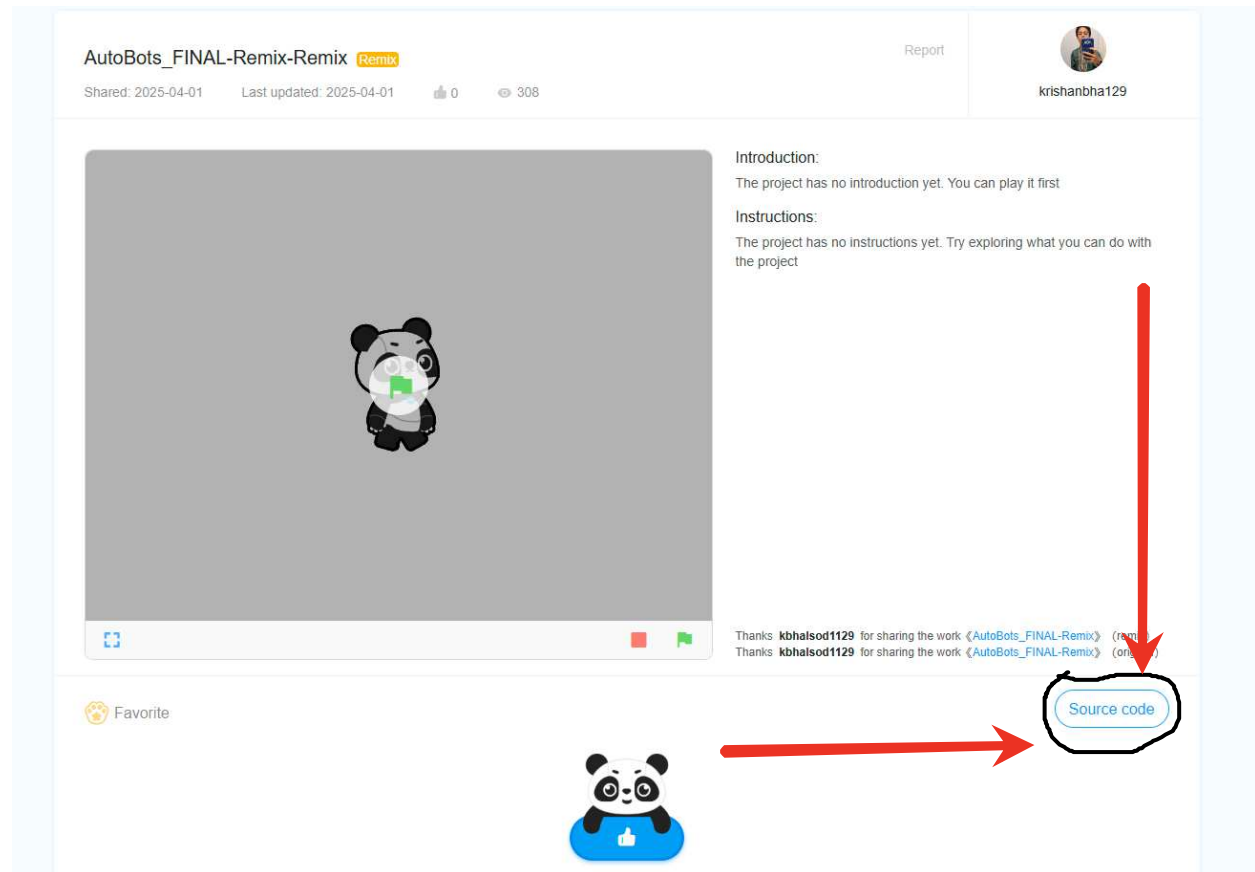 AutoBots_FINAL-Remix-Remix Remix
Report
Shared: 2025-04-01 Last updated: 2025-04-01 0 308
krishanbha129
Introduction:
The project has no introduction yet. You can play it first
Instructions:
The project has no instructions yet. Try exploring what you can do with
the project
Thanks kbhalsod1129 for sharing the work《AutoBots_FINAL-Remix》
Thanks kbhalsod1129 for sharing the work《AutoBots_FINAL-Remix》
Favorite
Source code